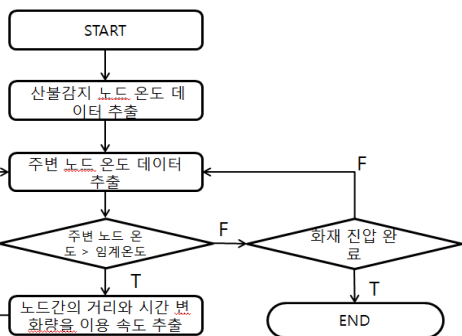 START
산불감지 노드 온도 데
이터 추출
주변 노드 온도 데이터
추출
F
주변 노드 온
도 > 임계온도
F
화재 진압 완
료
T
T
노드간의 거리와 시간 변
화량을 이용 속도 추출
END